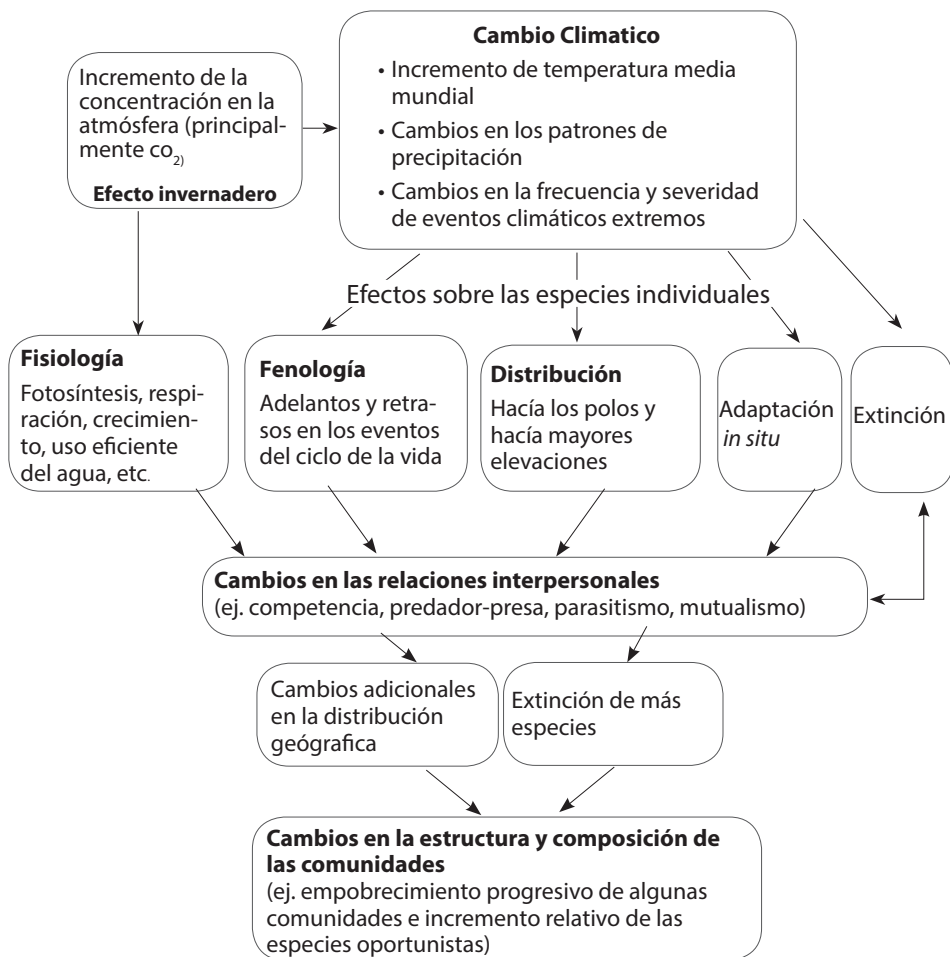 Cambio Climatico
• Incremento de temperatura media
mundial
• Cambios en los patrones de
precipitación
• Cambios en la frecuencia y severidad
de eventos climáticos extremos
Incremento de la
concentración en la
atmósfera (principal-
mente co2)
Efecto invernadero
Efectos sobre las especies individuales
Fisiología
Fotosíntesis, respi-
ración, crecimien-
to, uso eficiente
del agua, etc.
Fenología
Adelantos y retra-
sos en los eventos
del ciclo de la vida
Distribución
Hacía los polos y
hacía mayores
elevaciones
Adaptación
in situ
Extinción
Cambios en las relaciones interpersonales
(ej. competencia, predador-presa, parasitismo, mutualismo)
Cambios adicionales
en la distribución
geógrafica
Extinción de más
especies
Cambios en la estructura y composición de
las comunidades
(ej. empobrecimiento progresivo de algunas
comunidades e incremento relativo de las
especies oportunistas)